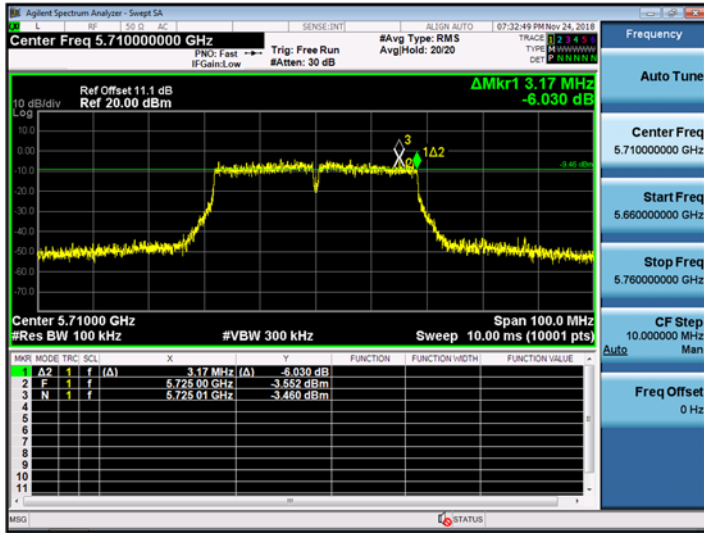 Agilent Spectrum Analyzer - Swept SA
L RF 50 Ω AC SENSE:INT ALIGN AUTO 07:32:49 PM Nov 24, 2018
Center Freq 5.710000000 GHz
PNO: Fast
IFGain:Low
Trig: Free Run
#Atten: 30 dB
#Avg Type: RMS
Avg|Hold: 20/20
TRACE 1 2 3 4 5 6
TYPE M WWWWW
DET P N N N N N
Frequency
ΔMkr1 3.17 MHz
-6.030 dB
Ref Offset 11.1 dB
10 dB/div Ref 20.00 dBm
Log
10.0
0.00
-10.0
-20.0
-30.0
-40.0
-50.0
-60.0
-70.0
3
1Δ2
-9.46 dBm
Center 5.71000 GHz Span 100.0 MHz
#Res BW 100 kHz #VBW 300 kHz Sweep 10.00 ms (10001 pts)
MKR MODE TRC SCL X Y FUNCTION FUNCTION WIDTH FUNCTION VALUE
1 Δ2 1 f (Δ) 3.17 MHz (Δ) -6.030 dB
2 F 1 f 5.725 00 GHz -3.552 dBm
3 N 1 f 5.725 01 GHz -3.460 dBm
4
5
6
7
8
9
10
11
MSG STATUS
Auto Tune
Center Freq
5.710000000 GHz
Start Freq
5.660000000 GHz
Stop Freq
5.760000000 GHz
CF Step
10.000000 MHz
Auto Man
Freq Offset
0 Hz